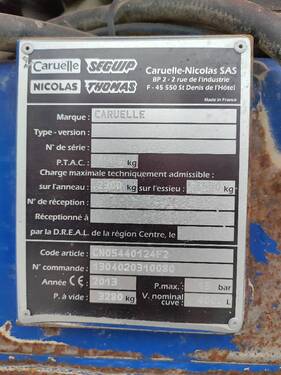 Caruelle SEGUIP
NICOLAS THOMAS
Caruelle-Nicolas SAS
BP 2 - 2 rue de l'industrie
F - 45 550 St Denis de l'Hôtel
Made in France
Marque : CARUELLE
Type - version :
N° de série :
P.T.A.C. : kg
Charge maximale technique admissible :
sur l'anneau : kg sur l'essieu : kg
N° de réception :
Réceptionné à
par la D.R.E.A.L. de la région Centre, le
Code article : CN05440124F2
N° commande : 4304020310080
Année : 2013 P.max. : bar
P. à vide : 3280 kg V. nominal cuve : L